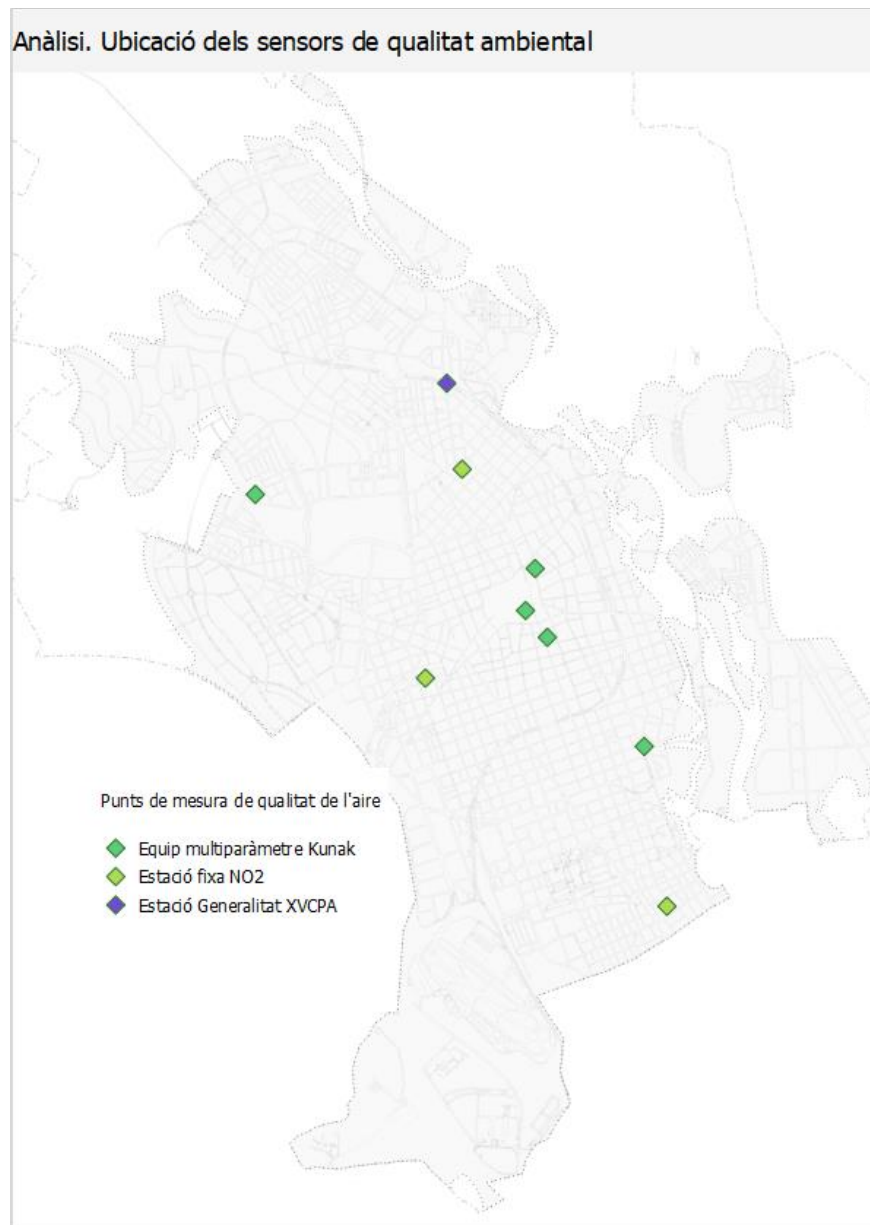 Anàlisi. Ubicació dels sensors de qualitat ambiental
Punts de mesura de qualitat de l'aire
Equip multiparàmetre Kunak
Estació fixa NO2
Estació Generalitat XVCPA